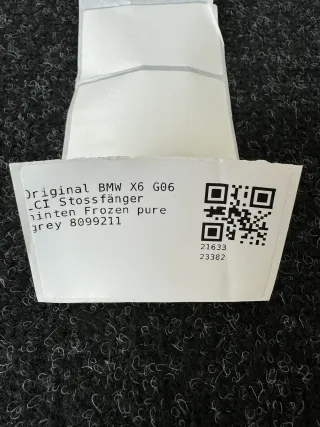 Original BMW X6 G06
LCI Stossfänger
hinten Frozen pure
grey 8099211
21633
23382